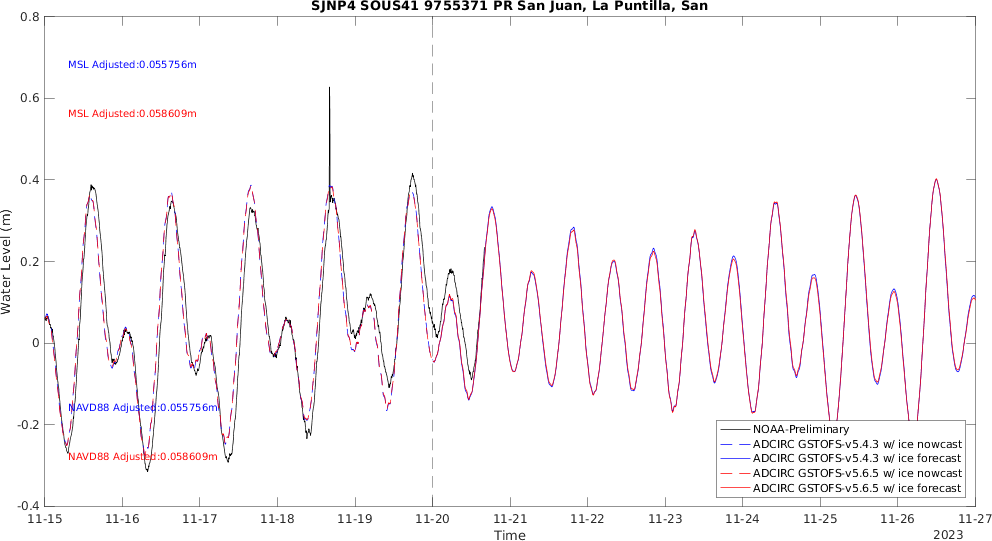 SJNP4 SOUS41 9755371 PR San Juan, La Puntilla, San
0.8
MSL Adjusted:0.055756m
0.6
MSL Adjusted:0.058609m
0.4
0.2
Water Level (m)
0
NAVD88 Adjusted:0.055756m
-0.2
NOAA-Preliminary
ADCIRC GSTOFS-v5.4.3 w/ ice nowcast
NAVD88 Adjusted:0.058609m
ADCIRC GSTOFS-v5.4.3 w/ ice forecast
ADCIRC GSTOFS-v5.6.5 w/ ice nowcast
ADCIRC GSTOFS-v5.6.5 w/ ice forecast
-0.4
11-15 11-16 11-17 11-18 11-19 11-20 11-21 11-22 11-23 11-24 11-25 11-26 11-27
Time
2023